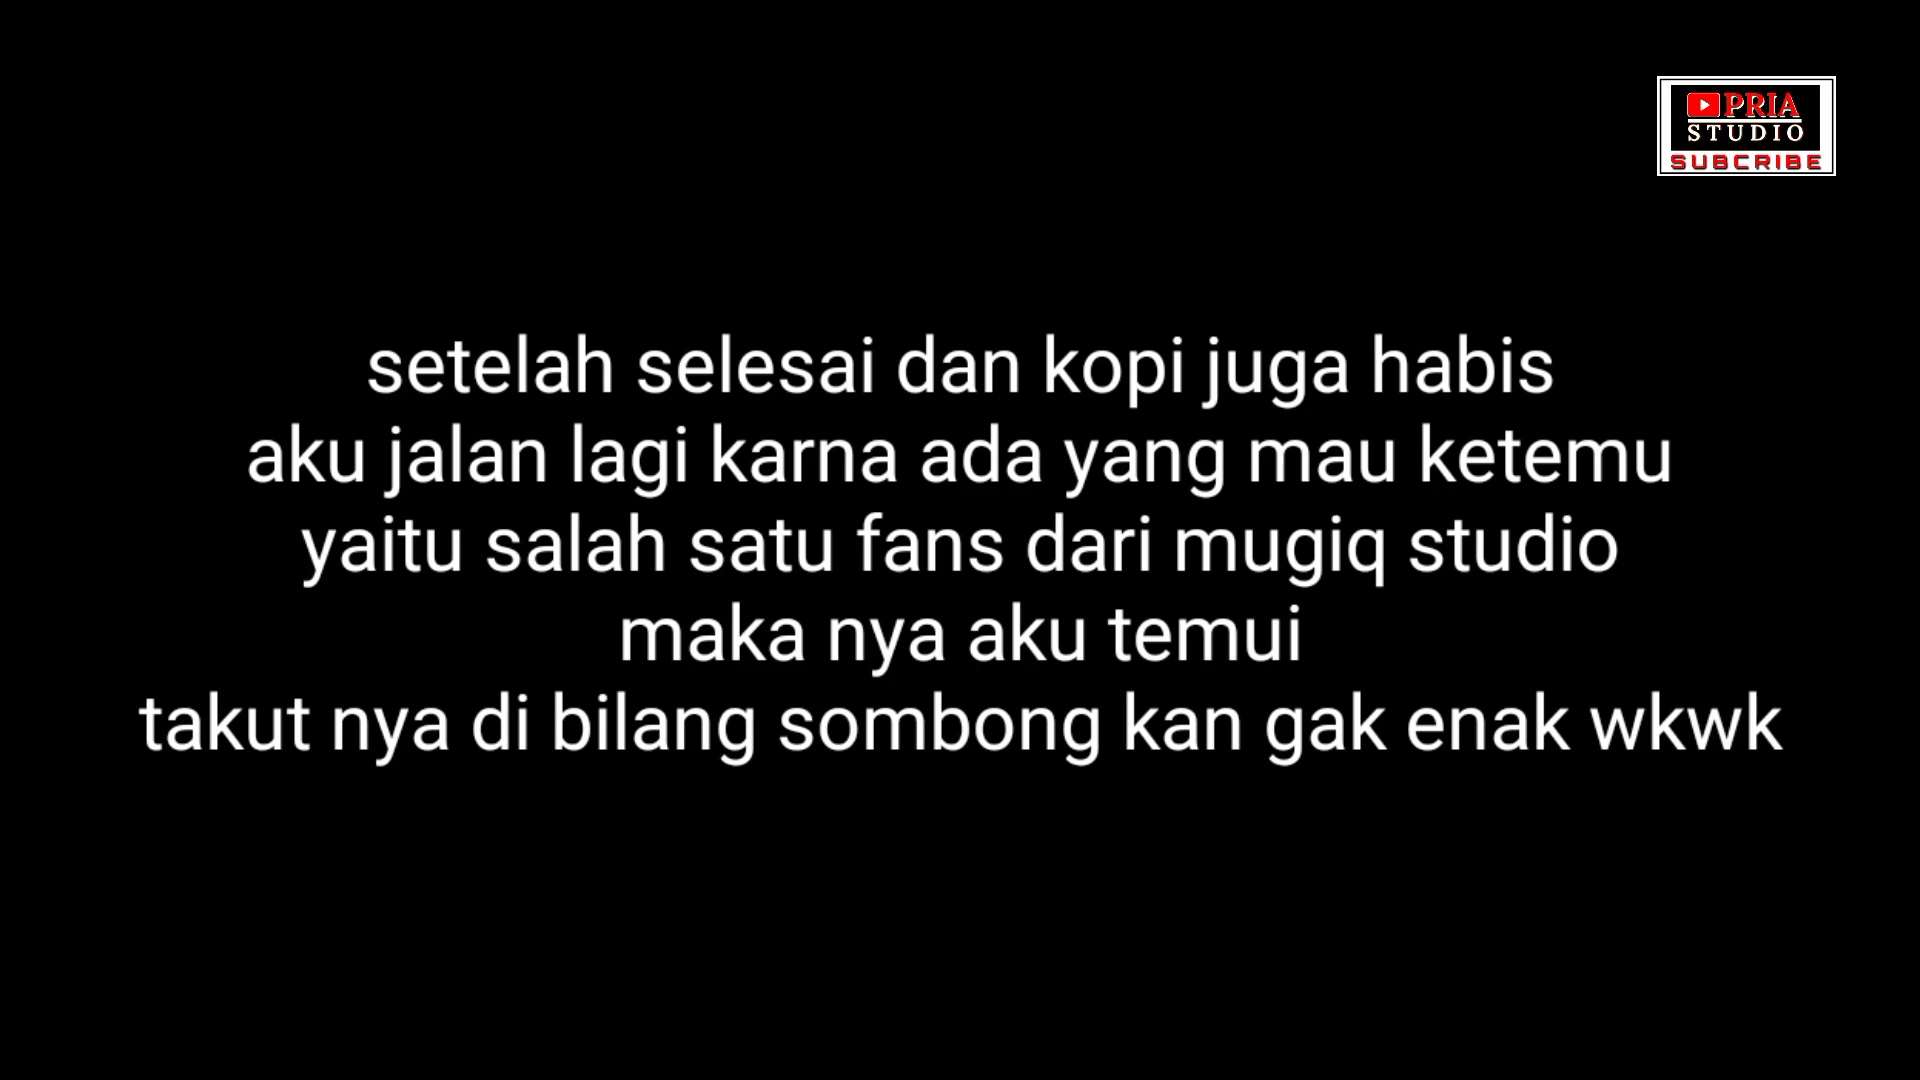 PRIA
STUDIO
SUBCRIBE
setelah selesai dan kopi juga habis
aku jalan lagi karna ada yang mau ketemu
yaitu salah satu fans dari mugiq studio
maka nya aku temui
takut nya di bilang sombong kan gak enak wkwk